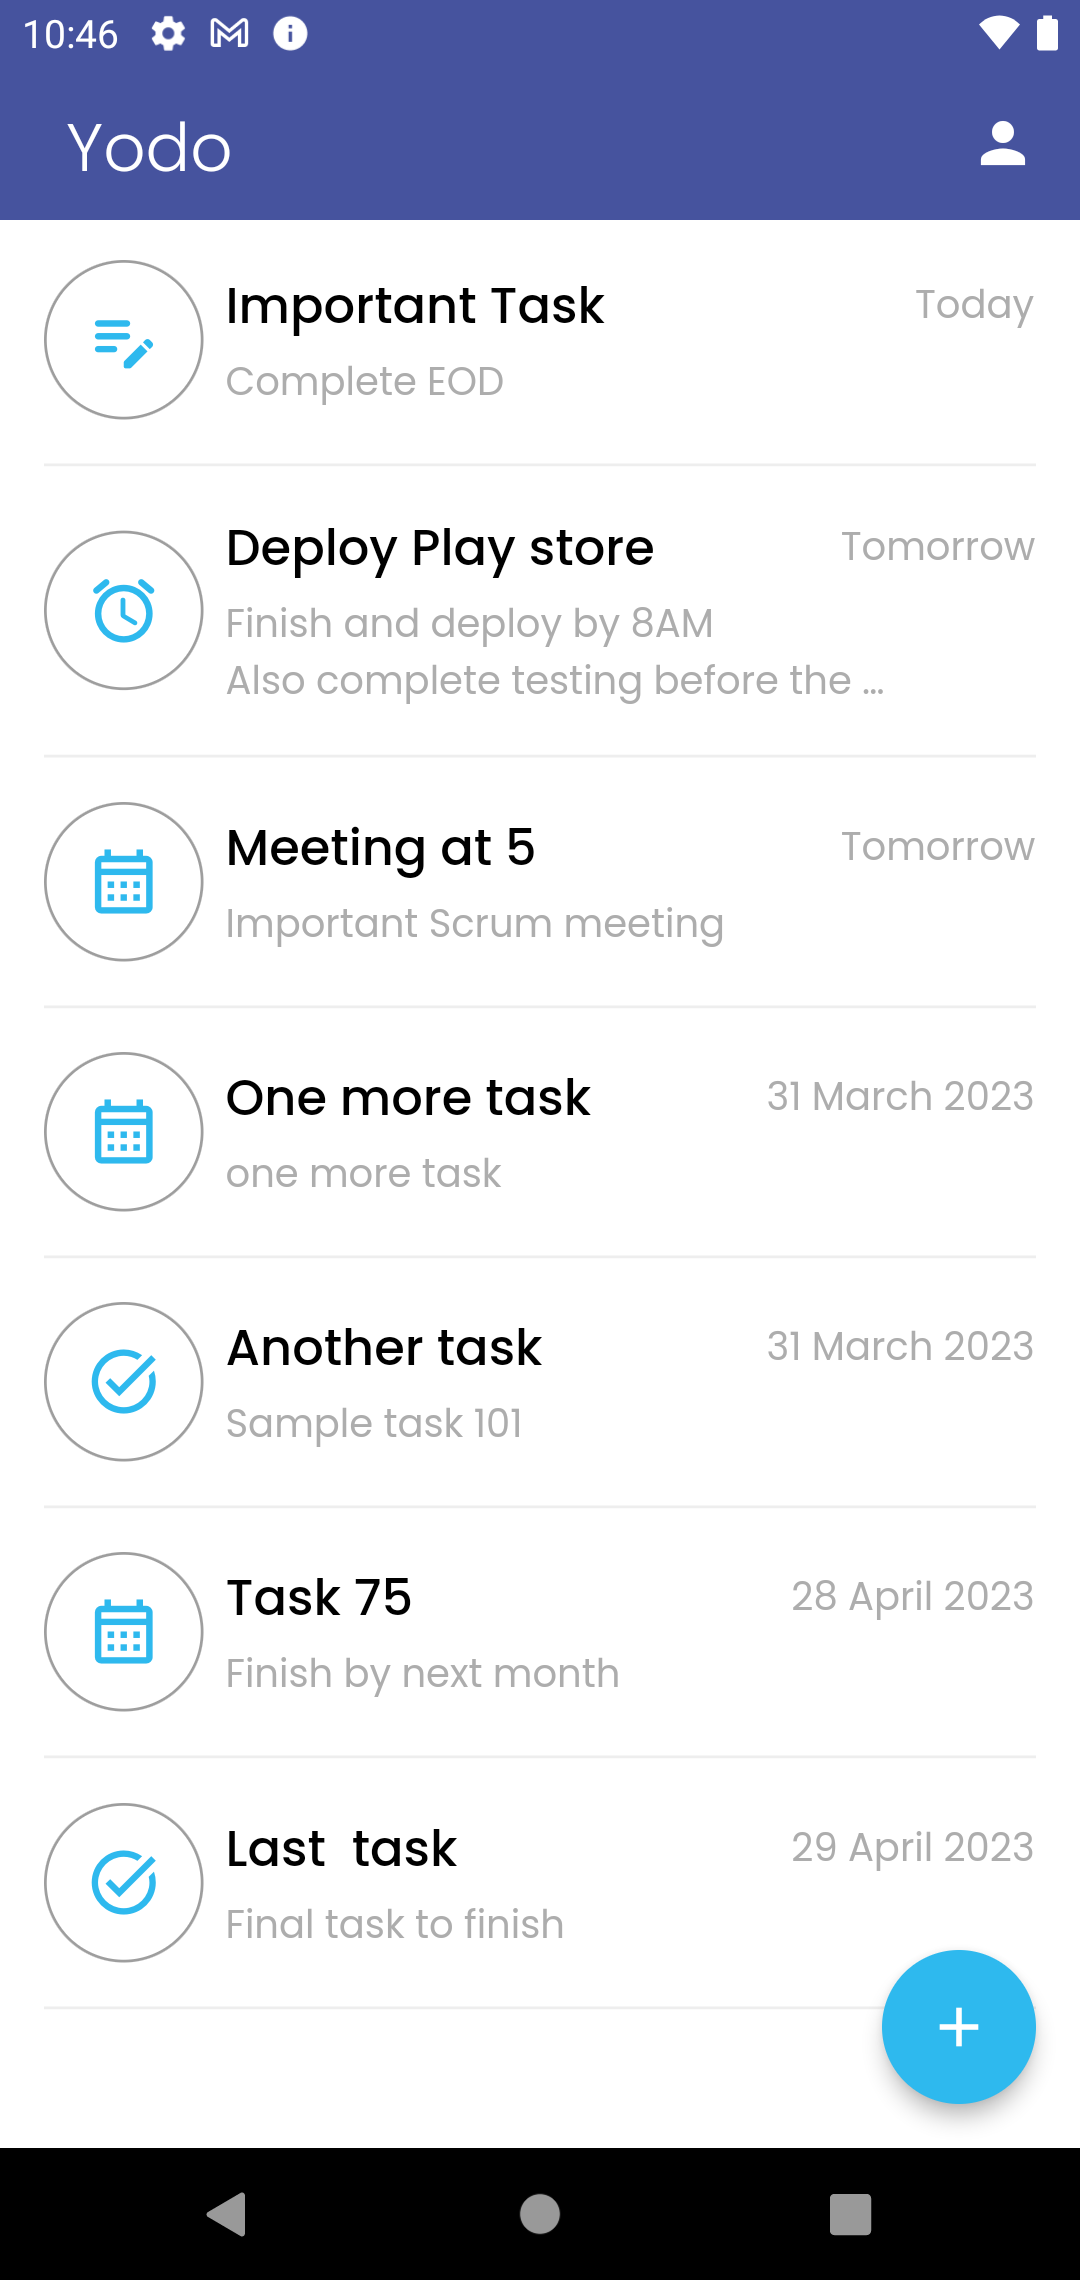 10:46
Yodo
Important Task
Today
Complete EOD
Deploy Play store
Tomorrow
Finish and deploy by 8AM
Also complete testing before the ...
Meeting at 5
Tomorrow
Important Scrum meeting
One more task
31 March 2023
one more task
Another task
31 March 2023
Sample task 101
Task 75
28 April 2023
Finish by next month
Last  task
29 April 2023
Final task to finish